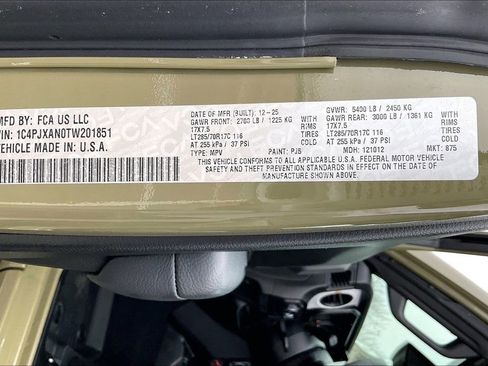 MFD BY: FCA US LLC
VIN: 1C4PJXAN0TW201851
VEHICLE MADE IN: U.S.A.
DATE OF MFR (BUILT): 12-25
GVWR: 5400 LB / 2450 KG
GAWR FRONT: 2700 LB / 1225 KG
GAWR REAR: 3000 LB / 1361 KG
17X7.5 TIRES
17X7.5 TIRES
LT285/70R17C 116 RIMS
LT285/70R17C 116 RIMS
AT 255 kPa / 37 PSI COLD
AT 255 kPa / 37 PSI COLD
THIS VEHICLE CONFORMS TO ALL APPLICABLE U.S.A. FEDERAL MOTOR VEHICLE
SAFETY AND THEFT PREVENTION STANDARDS IN EFFECT ON THE DATE OF
MANUFACTURE SHOWN ABOVE.
TYPE: MPV
PAINT: PJB
MDH: 121012
MKT: 875